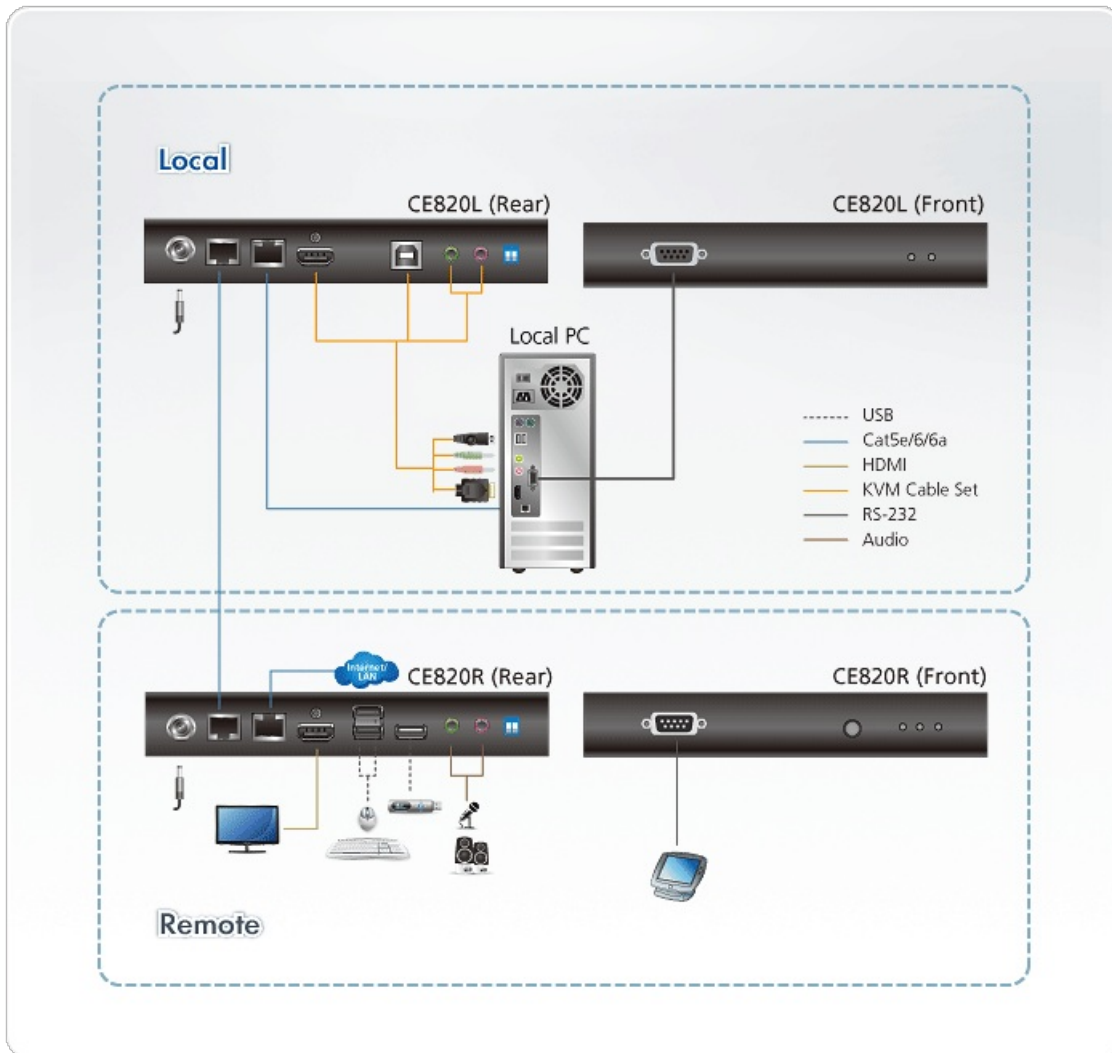 Local
CE820L (Rear)
CE820L (Front)
Local PC
USB
Cat5e/6/6a
HDMI
KVM Cable Set
RS-232
Audio
Internet/
LAN
CE820R (Rear)
CE820R (Front)
Remote